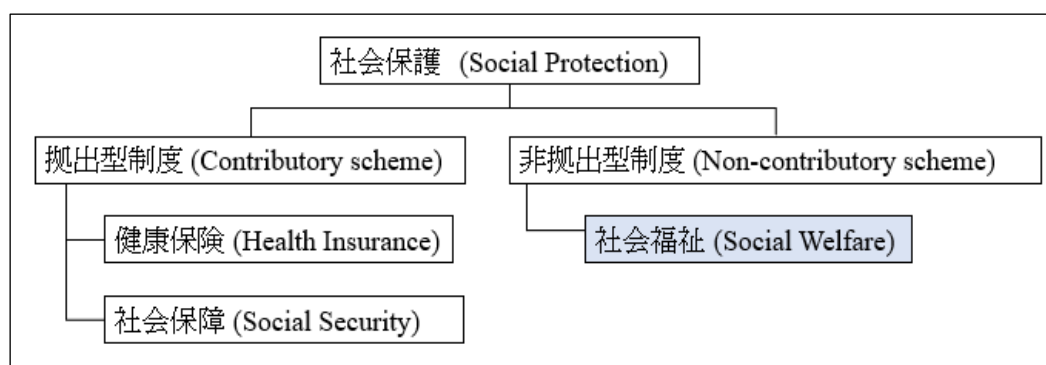 社会保護 (Social Protection)
拠出型制度 (Contributory scheme)
非拠出型制度 (Non-contributory scheme)
健康保険 (Health Insurance)
社会福祉 (Social Welfare)
社会保障 (Social Security)